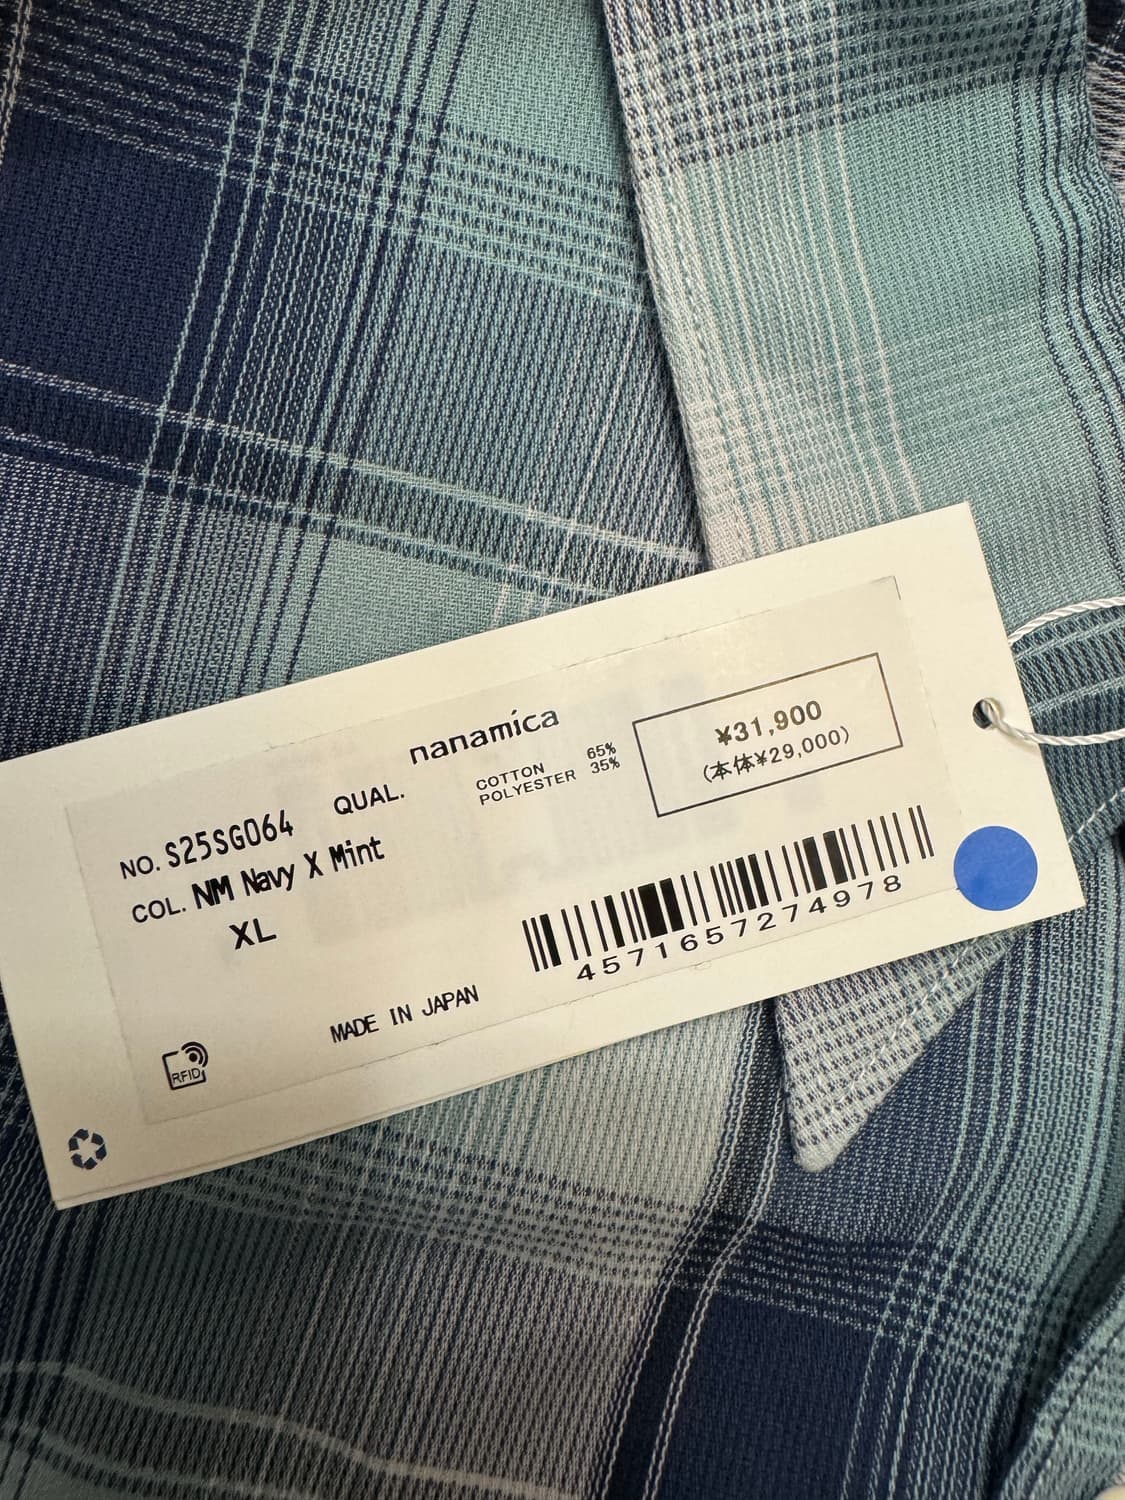 nanamica
NO. S25SG064
QUAL.
COTTON 65%
POLYESTER 35%
¥31,900
(本体¥29,000)
COL. NM Navy X Mint
XL
4571657274978
MADE IN JAPAN
RFID